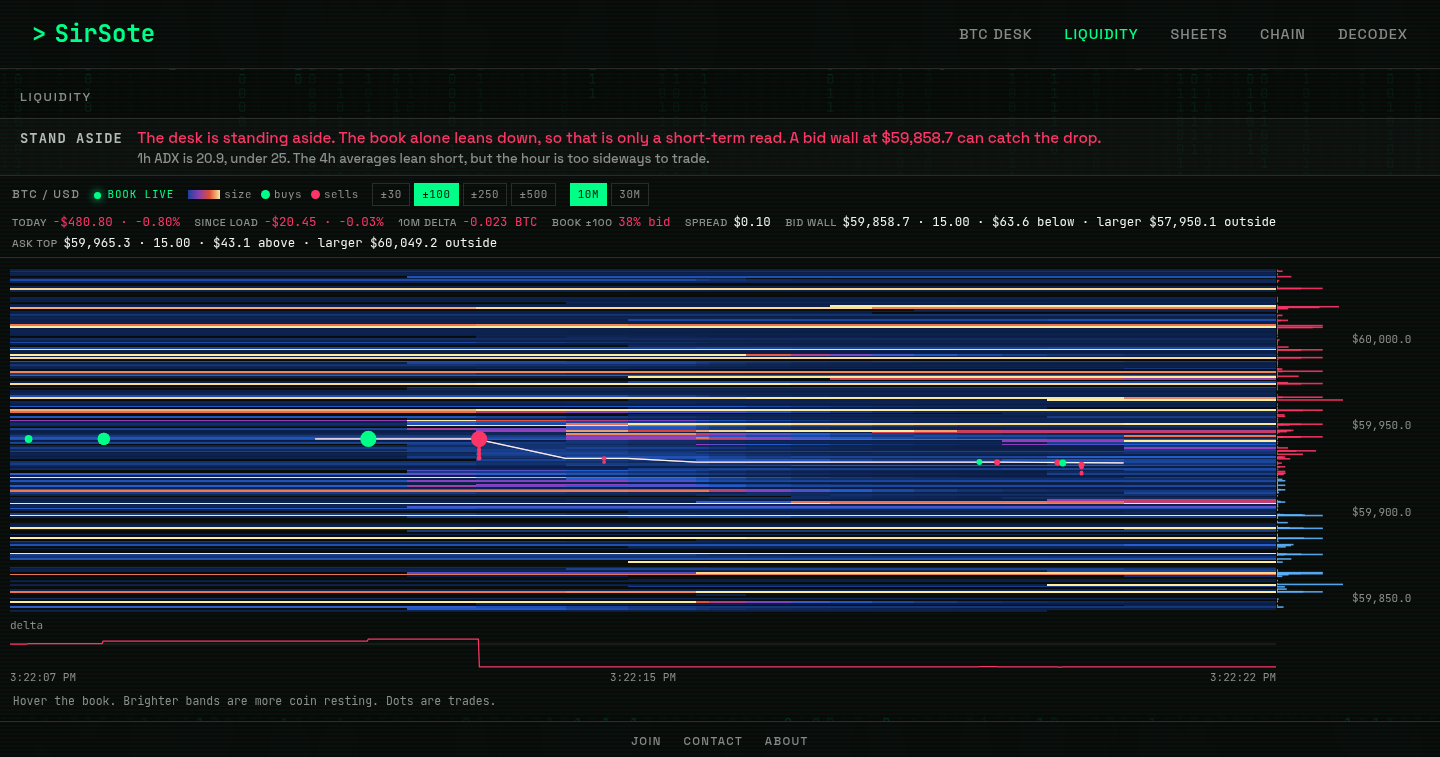 > SirSote
BTC DESK LIQUIDITY SHEETS CHAIN DECODEX
LIQUIDITY
STAND ASIDE The desk is standing aside. The book alone leans down, so that is only a short-term read. A bid wall at $59,858.7 can catch the drop.
1h ADX is 20.9, under 25. The 4h averages lean short, but the hour is too sideways to trade.
BTC / USD BOOK LIVE size buys sells ±30 ±100 ±250 ±500 10M 30M
TODAY -$480.80 · -0.80% SINCE LOAD -$20.45 · -0.03% 10M DELTA -0.023 BTC BOOK ±100 38% bid SPREAD $0.10 BID WALL $59,858.7 · 15.00 · $63.6 below · larger $57,950.1 outside
ASK TOP $59,965.3 · 15.00 · $43.1 above · larger $60,049.2 outside
$60,000.0
$59,950.0
$59,900.0
$59,850.0
delta
3:22:07 PM 3:22:15 PM 3:22:22 PM
Hover the book. Brighter bands are more coin resting. Dots are trades.
JOIN CONTACT ABOUT